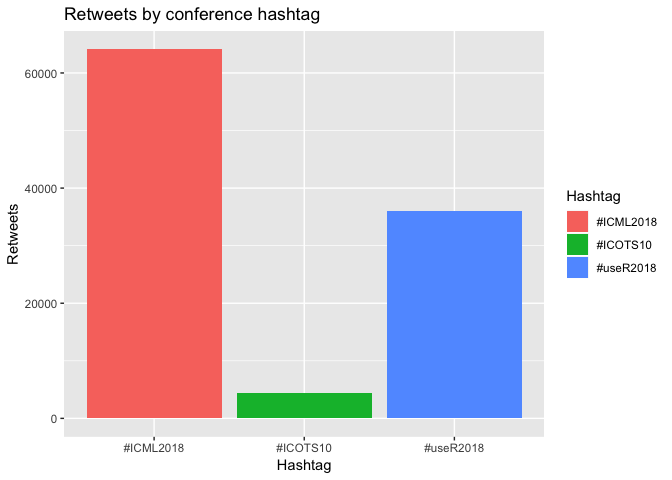 Retweets by conference hashtag
60000
40000
20000
0
Retweets
#ICML2018
#ICOTS10
#useR2018
Hashtag
Hashtag
#ICML2018
#ICOTS10
#useR2018